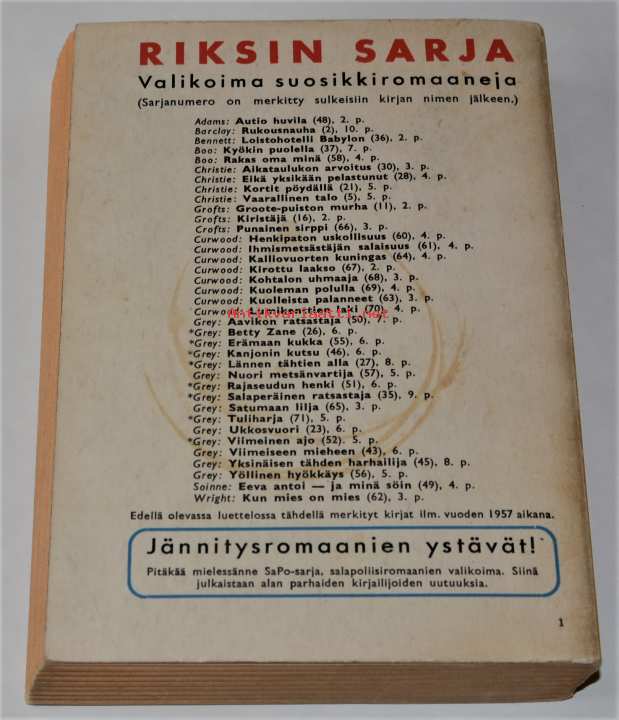 RIKSIN SARJA
Valikoima suosikkiromaaneja
(Sarjanumero on merkitty sulkeisiin kirjan nimen jälkeen.)
Adams: Autio huvila (48), 2. p.
Barclay: Rukousnauha (2), 10. p.
Bennett: Loistohotelli Babylon (36), 2. p.
Boo: Kyökin puolella (37), 7. p.
Boo: Rakas oma minä (58), 4. p.
Christie: Aikataulukon arvoitus (30), 3. p.
Christie: Eikä yksikään pelastunut (28), 4. p.
Christie: Kortit pöydällä (21), 5. p.
Christie: Vaarallinen talo (5), 5. p.
Grofts: Groote-puiston murha (11), 2. p.
Grofts: Kiristäjä (16), 2. p.
Crofts: Punainen sirppi (66), 3. p.
Curwood: Henkipaton uskollisuus (60), 4. p.
Curwood: Ihmismetsästäjän salaisuus (61), 4. p.
Curwood: Kalliovuorten kuningas (64), 4. p.
Curwood: Kirottu laakso (67), 2. p.
Curwood: Kohtalon uhmaaja (68), 3. p.
Curwood: Kuoleman polulla (69), 4. p.
Curwood: Kuolleista palanneet (63), 3. p.
Curwood: Lumikenttien laki (70), 4. p.
Antikvariaatti.net
Grey: Aavikon ratsastaja (50), 7. p.
*Grey: Betty Zane (26), 6. p.
*Grey: Erämaan kukka (55), 6. p.
*Grey: Kanjonin kutsu (46), 6. p.
*Grey: Lännen tähtien alla (27), 8. p.
Grey: Nuori metsänvartija (57), 5. p.
*Grey: Rajaseudun henki (51), 6. p.
*Grey: Salaperäinen ratsastaja (35), 9. p.
Grey: Satumaan lilja (65), 3. p.
*Grey: Tuliharja (71), 5. p.
Grey: Ukkosvuori (23), 6. p.
*Grey: Viimeinen ajo (52). 5. p.
Grey: Viimeiseen mieheen (43), 6. p.
Grey: Yksinäisen tähden harhailija (45), 8. p.
Grey: Yöllinen hyökkäys (56), 5. p.
Soinne: Eeva antoi — ja minä söin (49), 4. p.
Wright: Kun mies on mies (62), 3. p.
Edellä olevassa luettelossa tähdellä merkityt kirjat ilm. vuoden 1957 aikana.
Jännitysromaanien ystävät!
Pitäkää mielessänne SaPo-sarja, salapoliisiromaanien valikoima. Siinä
julkaistaan alan parhaiden kirjailijoiden uutuuksia.
1